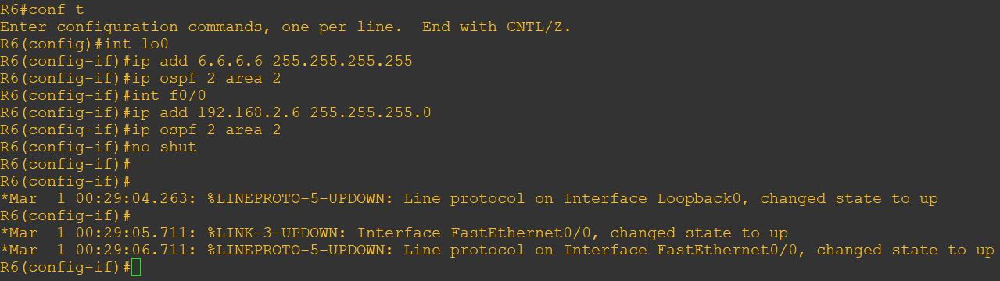 R6#conf t
Enter configuration commands, one per line.  End with CNTL/Z.
R6(config)#int lo0
R6(config-if)#ip add 6.6.6.6 255.255.255.255
R6(config-if)#ip ospf 2 area 2
R6(config-if)#int f0/0
R6(config-if)#ip add 192.168.2.6 255.255.255.0
R6(config-if)#ip ospf 2 area 2
R6(config-if)#no shut
R6(config-if)#
R6(config-if)#
*Mar  1 00:29:04.263: %LINEPROTO-5-UPDOWN: Line protocol on Interface Loopback0, changed state to up
R6(config-if)#
*Mar  1 00:29:05.711: %LINK-3-UPDOWN: Interface FastEthernet0/0, changed state to up
*Mar  1 00:29:06.711: %LINEPROTO-5-UPDOWN: Line protocol on Interface FastEthernet0/0, changed state to up
R6(config-if)#